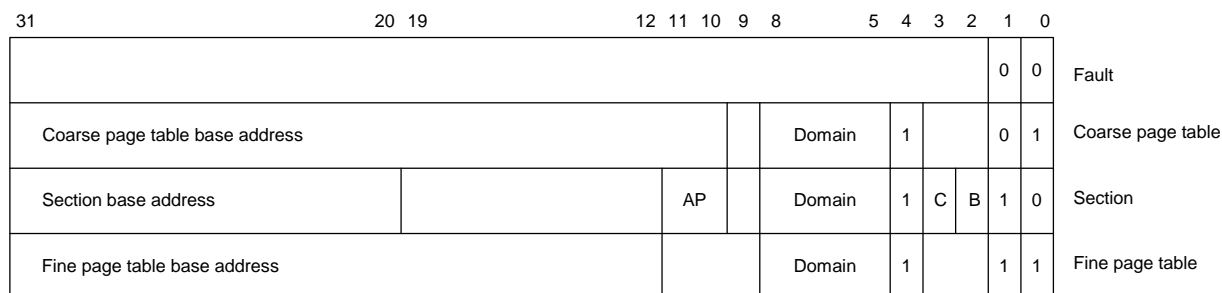 31 20 19 12 11 10 9 8 5 4 3 2 1 0
0 0 Fault
Coarse page table base address Domain 1 0 1 Coarse page table
Section base address AP Domain 1 C B 1 0 Section
Fine page table base address Domain 1 1 1 Fine page table